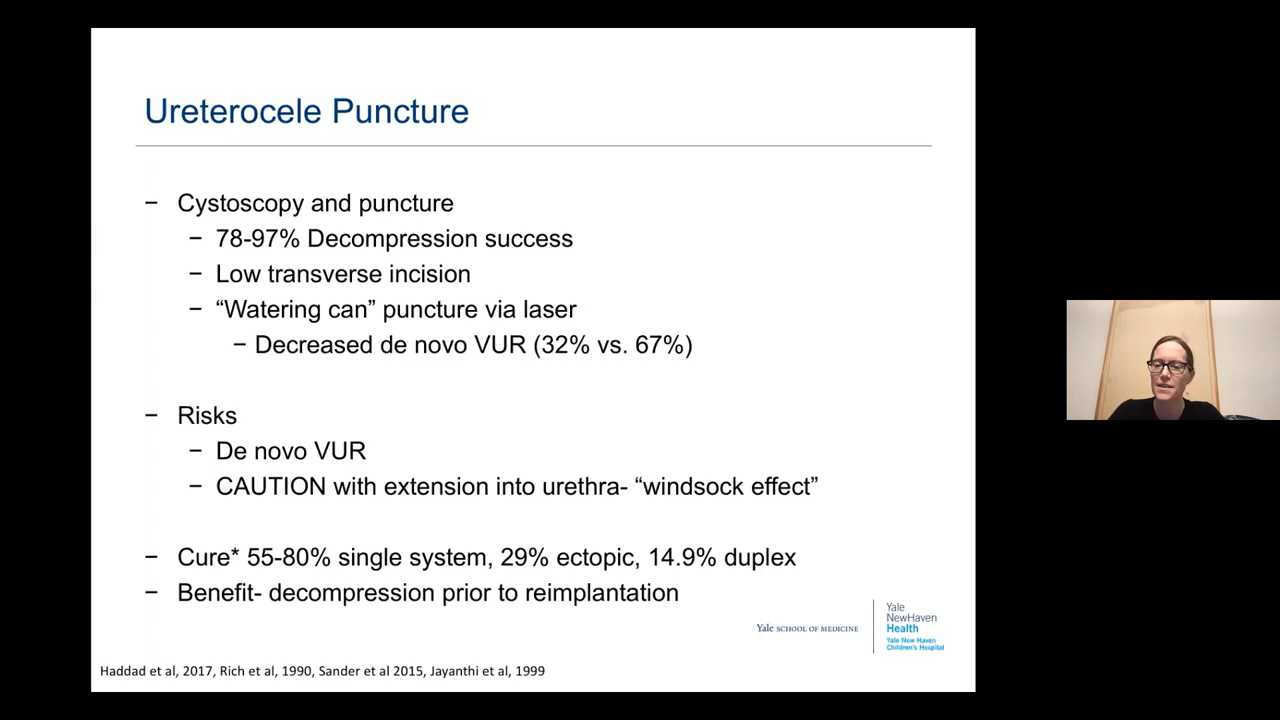 Ureterocele Puncture
− Cystoscopy and puncture
− 78-97% Decompression success
− Low transverse incision
− “Watering can” puncture via laser
− Decreased de novo VUR (32% vs. 67%)
− Risks
− De novo VUR
− CAUTION with extension into urethra- “windsock effect”
− Cure* 55-80% single system, 29% ectopic, 14.9% duplex
− Benefit- decompression prior to reimplantation
Yale SCHOOL OF MEDICINE
Yale
NewHaven
Health
Yale New Haven
Children's Hospital
Haddad et al, 2017, Rich et al, 1990, Sander et al 2015, Jayanthi et al, 1999